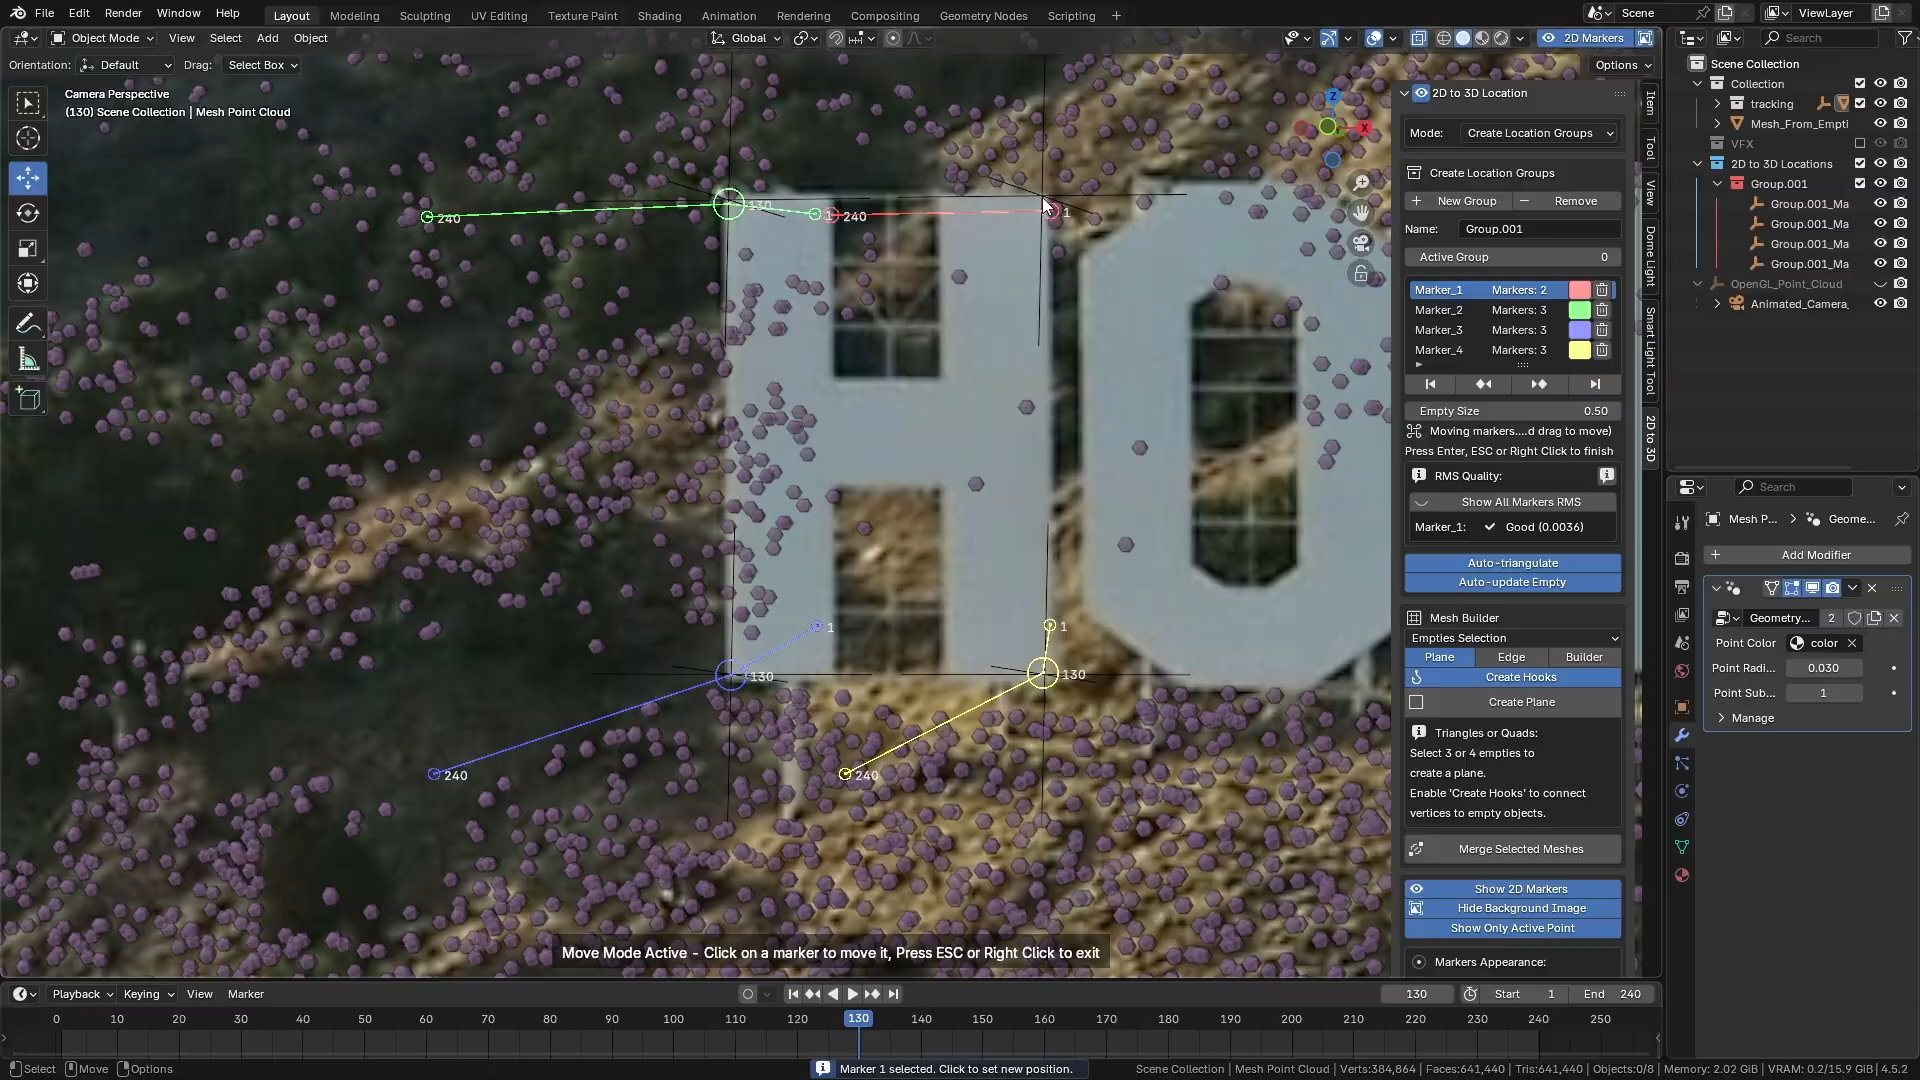 File Edit Render Window Help Layout Modeling Sculpting UV Editing Texture Paint Shading Animation Rendering Compositing Geometry Nodes Scripting + Scene ViewLayer
Object Mode View Select Add Object Global 2D Markers Search
Orientation: Default Drag: Select Box Options
Camera Perspective
(130) Scene Collection | Mesh Point Cloud
Z
X
240
130
1
240
1
1
130
240
1
130
240
Move Mode Active - Click on a marker to move it, Press ESC or Right Click to exit
2D to 3D Location
Mode: Create Location Groups
Create Location Groups
+ New Group − Remove
Name: Group.001
Active Group 0
Marker_1 Markers: 2
Marker_2 Markers: 3
Marker_3 Markers: 3
Marker_4 Markers: 3
Empty Size 0.50
Moving markers....d drag to move)
Press Enter, ESC or Right Click to finish
RMS Quality:
Show All Markers RMS
Marker_1: Good (0.0036)
Auto-triangulate
Auto-update Empty
Mesh Builder
Empties Selection
Plane Edge Builder
Create Hooks
Create Plane
Triangles or Quads:
Select 3 or 4 empties to
create a plane.
Enable 'Create Hooks' to connect
vertices to empty objects.
Merge Selected Meshes
Show 2D Markers
Hide Background Image
Show Only Active Point
Markers Appearance:
Item
Tool
View
Dome Light
Smart Light Tool
2D to 3D
Scene Collection
Collection
tracking
Mesh_From_Empti
VFX
2D to 3D Locations
Group.001
Group.001_Ma
Group.001_Ma
Group.001_Ma
Group.001_Ma
OpenGL_Point_Cloud
Animated_Camera_
Search
Mesh P... Geome...
+ Add Modifier
Geometry... 2
Point Color color
Point Radi... 0.030
Point Sub... 1
Manage
Playback Keying View Marker 130 Start 1 End 240
0 10 20 30 40 50 60 70 80 90 100 110 120 130 140 150 160 170 180 190 200 210 220 230 240 250
Select Move Options Marker 1 selected. Click to set new position. Scene Collection | Mesh Point Cloud | Verts:384,864 | Faces:641,440 | Tris:641,440 | Objects:0/8 | Memory: 2.02 GiB | VRAM: 0.2/15.9 GiB | 4.5.2